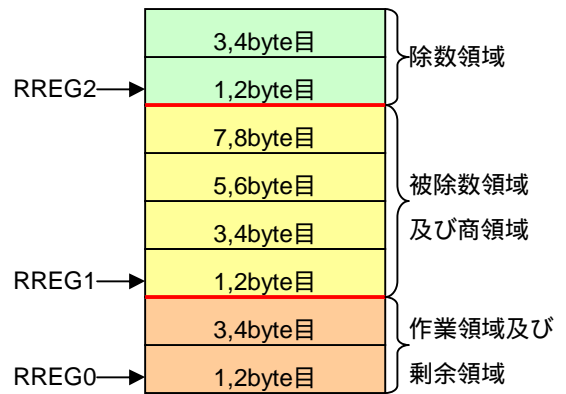 3,4byte目
除数領域
RREG2
1,2byte目
7,8byte目
5,6byte目
被除数領域
及び商領域
3,4byte目
RREG1
1,2byte目
3,4byte目
作業領域及び
剰余領域
RREG0
1,2byte目